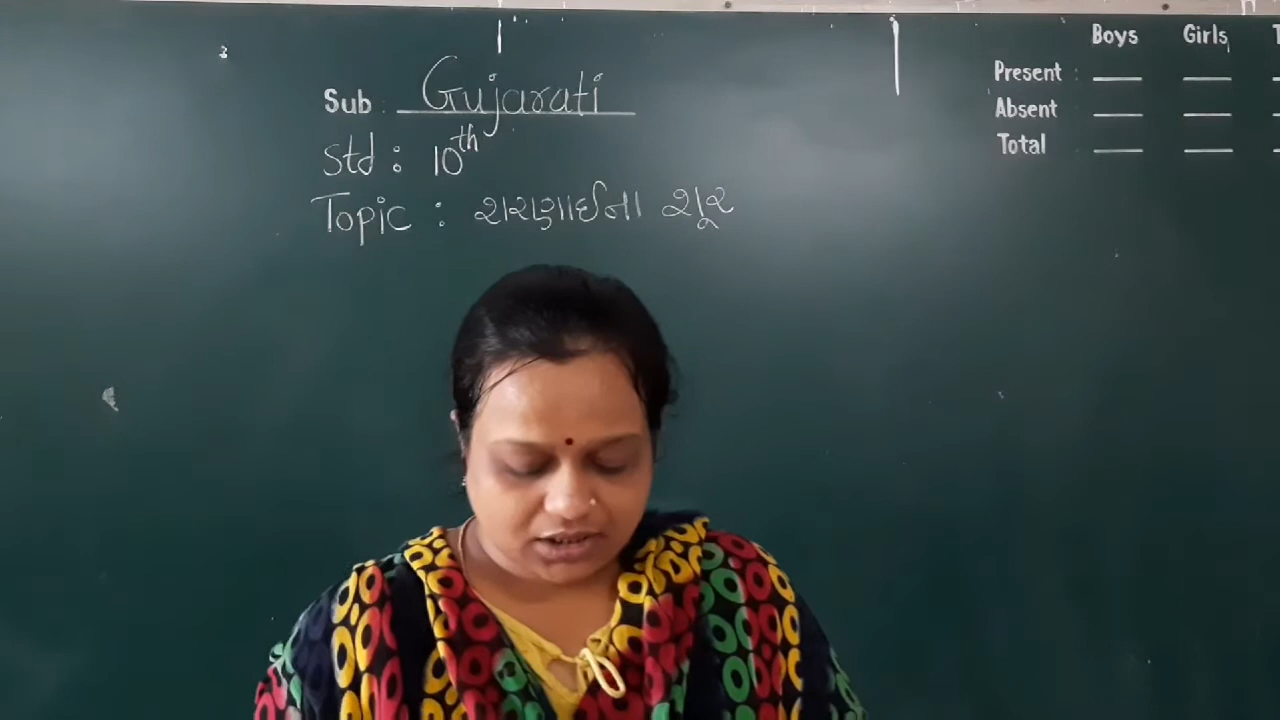 Sub : Gujarati
Std : 10th
Topic : શરણાઈના શૂર
Boys Girls
Present :
Absent
Total